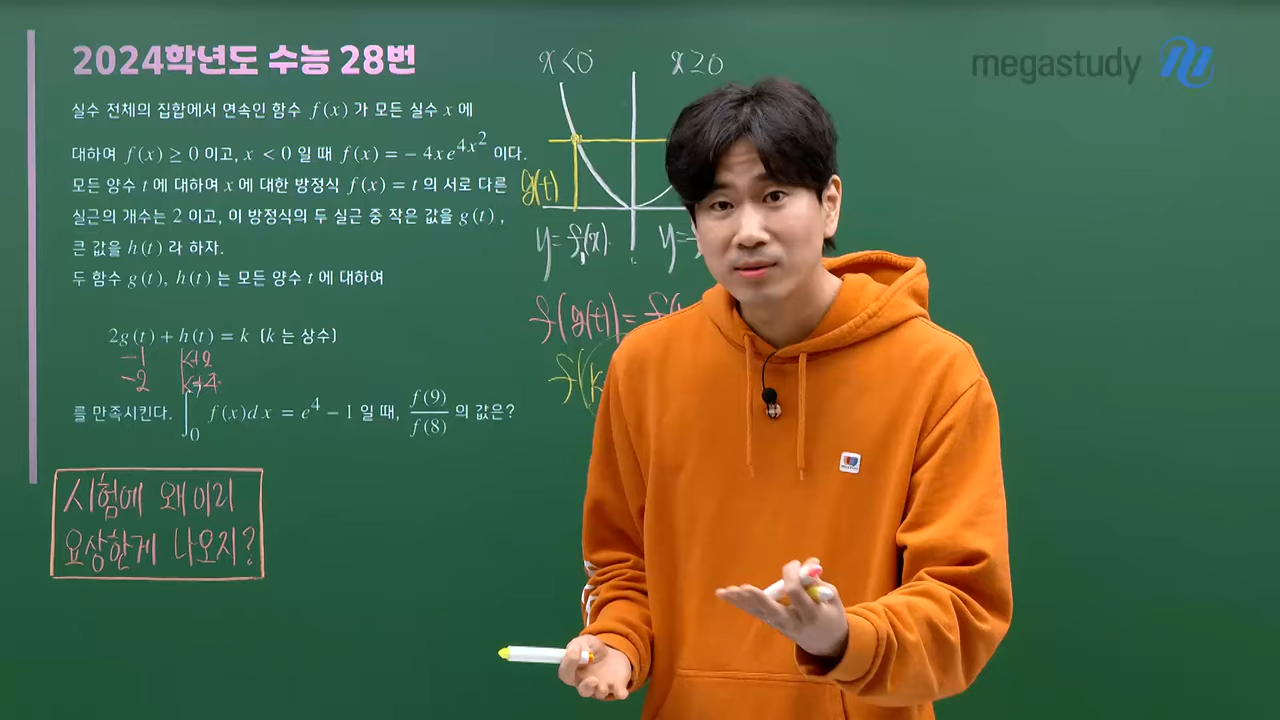 2024학년도 수능 28번
실수 전체의 집합에서 연속인 함수 f(x) 가 모든 실수 x 에
대하여 f(x) ≥ 0 이고, x < 0 일 때 f(x) = − 4xe^{4x^2} 이다.
모든 양수 t 에 대하여 x 에 대한 방정식 f(x) = t 의 서로 다른
실근의 개수는 2 이고, 이 방정식의 두 실근 중 작은 값을 g(t) ,
큰 값을 h(t) 라 하자.
두 함수 g(t), h(t) 는 모든 양수 t 에 대하여
2g(t) + h(t) = k (k 는 상수)
-1 k+2
-2 k+4
를 만족시킨다. ∫_0 f(x)dx = e^4 − 1 일 때, f(9)/f(8) 의 값은?
시험에 왜 이리
요상한게 나오지?
x<0
x≥0
g(t)
y=f(x)
y=
f(g(t))=
megastudy